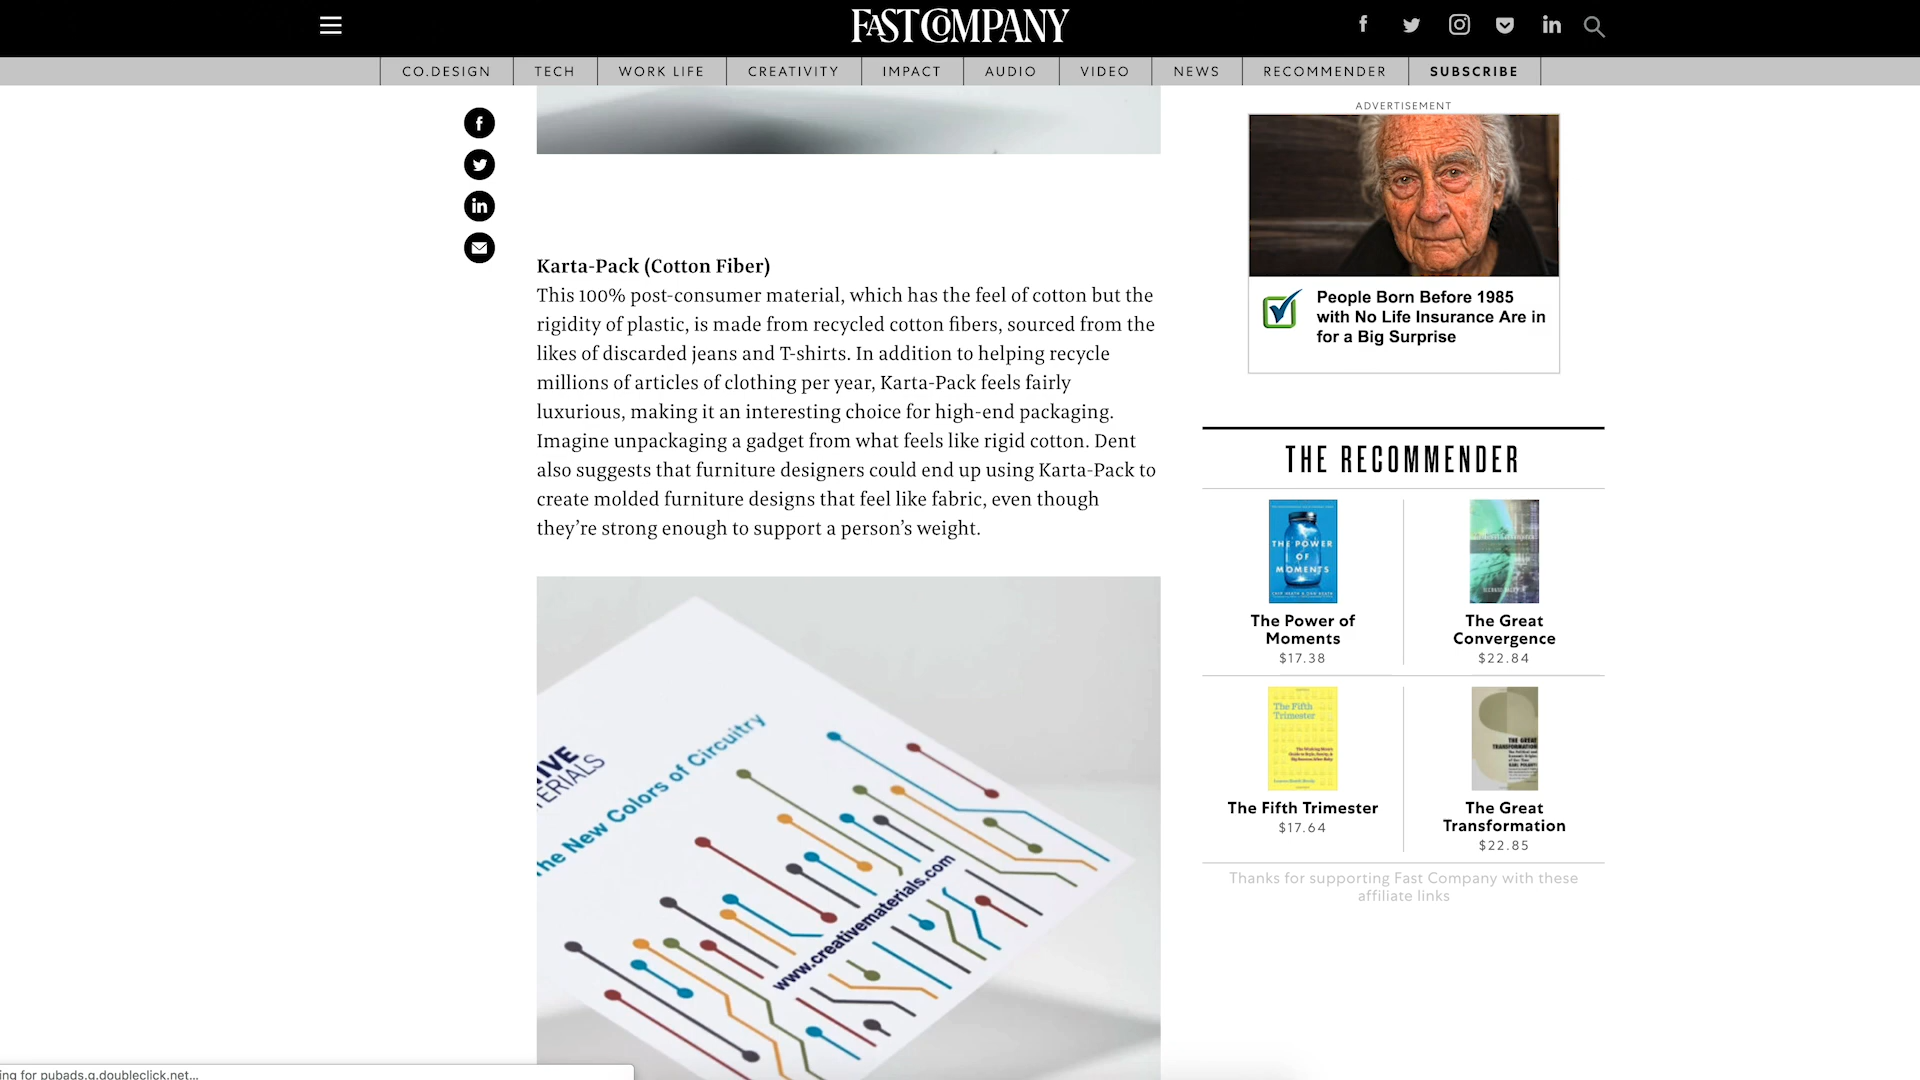 FAST COMPANY
CO.DESIGN
TECH
WORK LIFE
CREATIVITY
IMPACT
AUDIO
VIDEO
NEWS
RECOMMENDER
SUBSCRIBE
Karta-Pack (Cotton Fiber)
This 100% post-consumer material, which has the feel of cotton but the
rigidity of plastic, is made from recycled cotton fibers, sourced from the
likes of discarded jeans and T-shirts. In addition to helping recycle
millions of articles of clothing per year, Karta-Pack feels fairly
luxurious, making it an interesting choice for high-end packaging.
Imagine unpackaging a gadget from what feels like rigid cotton. Dent
also suggests that furniture designers could end up using Karta-Pack to
create molded furniture designs that feel like fabric, even though
they’re strong enough to support a person’s weight.
IVE
TERIALS
he New Colors of Circuitry
www.creativematerials.com
ADVERTISEMENT
People Born Before 1985
with No Life Insurance Are in
for a Big Surprise
THE RECOMMENDER
THE POWER
OF
MOMENTS
The Power of
Moments
$17.38
The Great
Convergence
$22.84
The Fifth
Trimester
The Fifth Trimester
$17.64
THE GREAT
TRANSFORMATION
The Great
Transformation
$22.85
Thanks for supporting Fast Company with these
affiliate links
ing for pubads.g.doubleclick.net...